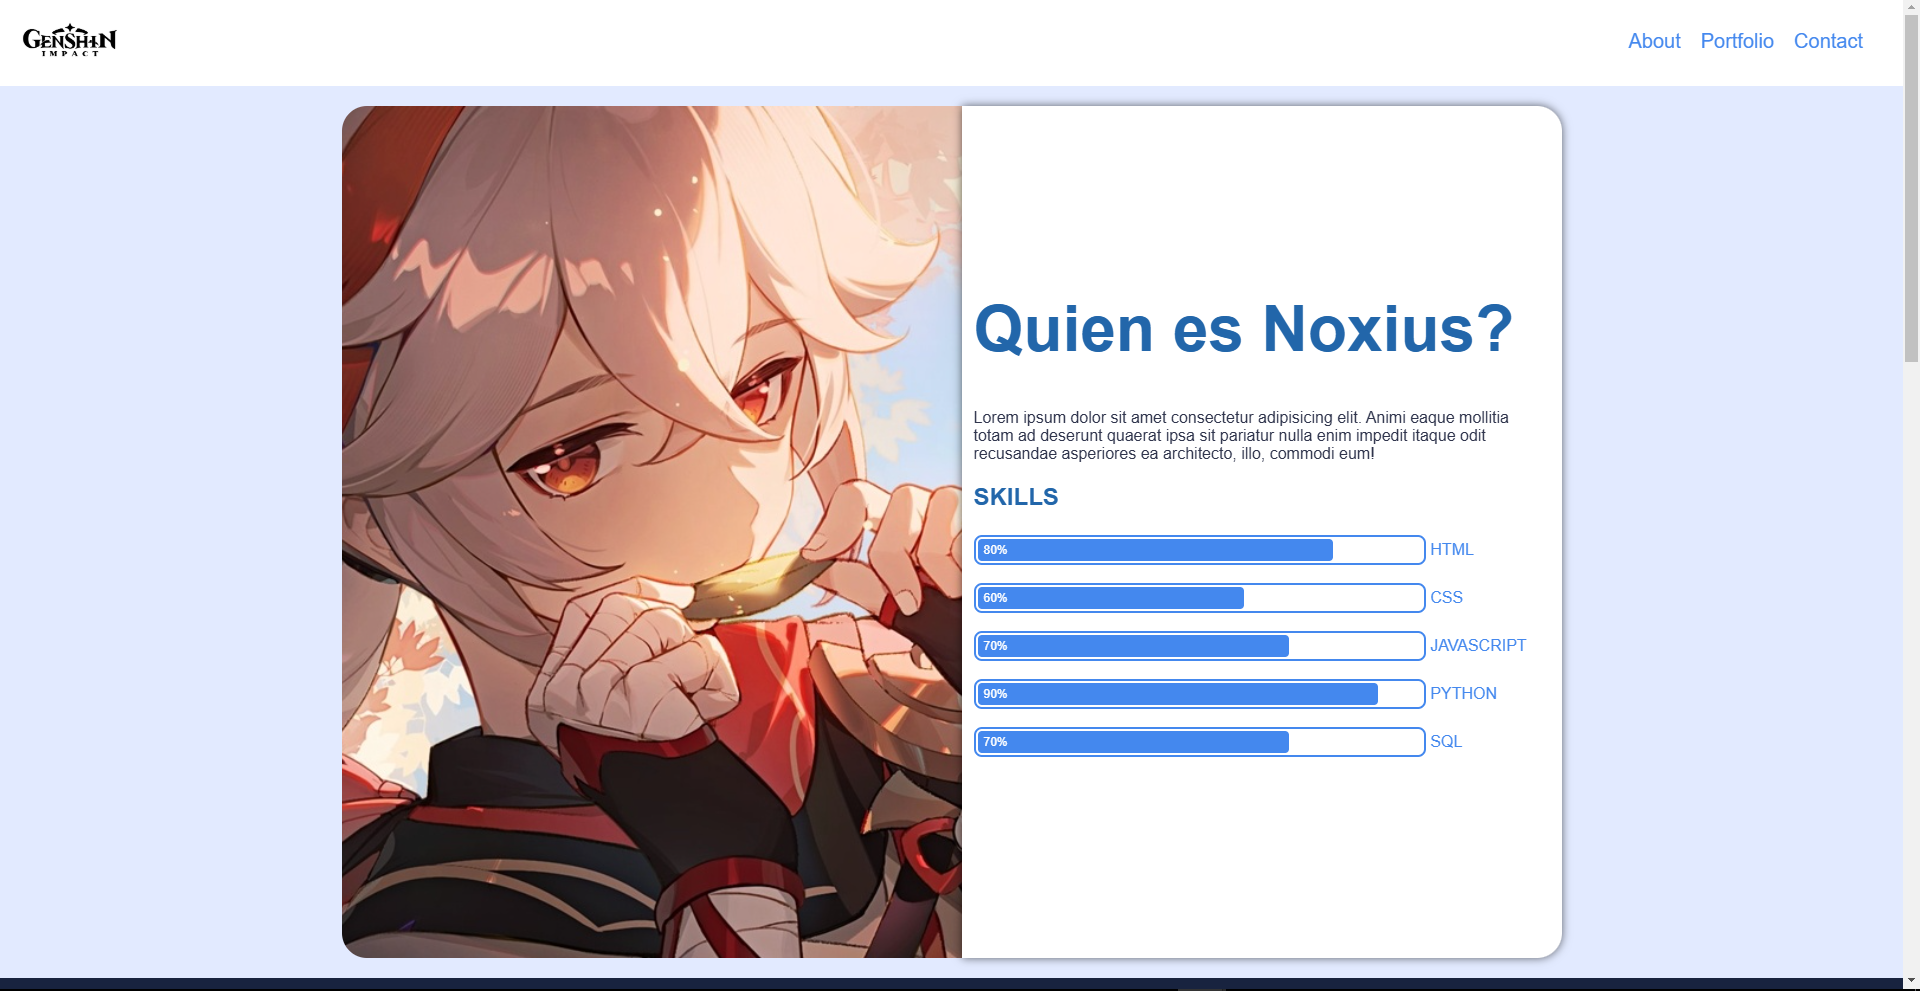 GENSHIN
IMPACT
About Portfolio Contact
Quien es Noxius?
Lorem ipsum dolor sit amet consectetur adipisicing elit. Animi eaque mollitia
totam ad deserunt quaerat ipsa sit pariatur nulla enim impedit itaque odit
recusandae asperiores ea architecto, illo, commodi eum!
SKILLS
80% HTML
60% CSS
70% JAVASCRIPT
90% PYTHON
70% SQL